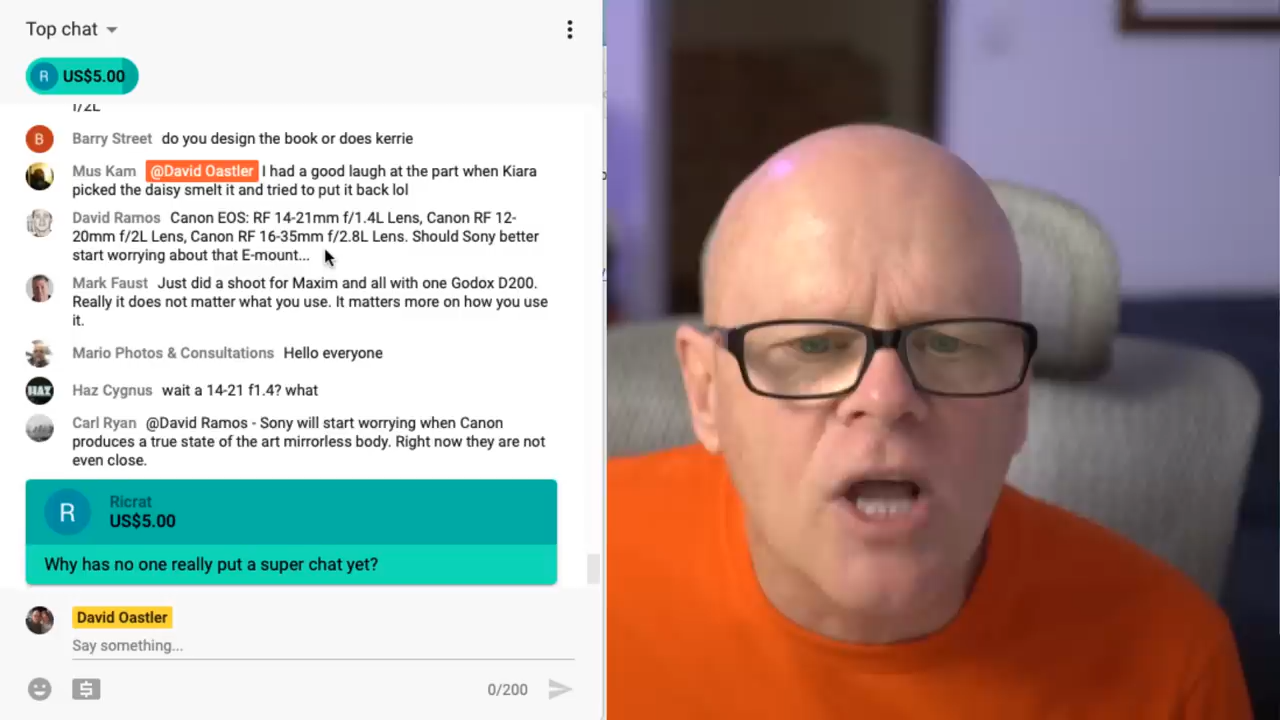 Top chat
R US$5.00
f/2L
B Barry Street do you design the book or does kerrie
Mus Kam @David Oastler I had a good laugh at the part when Kiara
picked the daisy smelt it and tried to put it back lol
David Ramos Canon EOS: RF 14-21mm f/1.4L Lens, Canon RF 12-
20mm f/2L Lens, Canon RF 16-35mm f/2.8L Lens. Should Sony better
start worrying about that E-mount...
Mark Faust Just did a shoot for Maxim and all with one Godox D200.
Really it does not matter what you use. It matters more on how you use
it.
Mario Photos & Consultations Hello everyone
HAZ Haz Cygnus wait a 14-21 f1.4? what
Carl Ryan @David Ramos - Sony will start worrying when Canon
produces a true state of the art mirrorless body. Right now they are not
even close.
R Ricrat
US$5.00
Why has no one really put a super chat yet?
David Oastler
Say something...
0/200